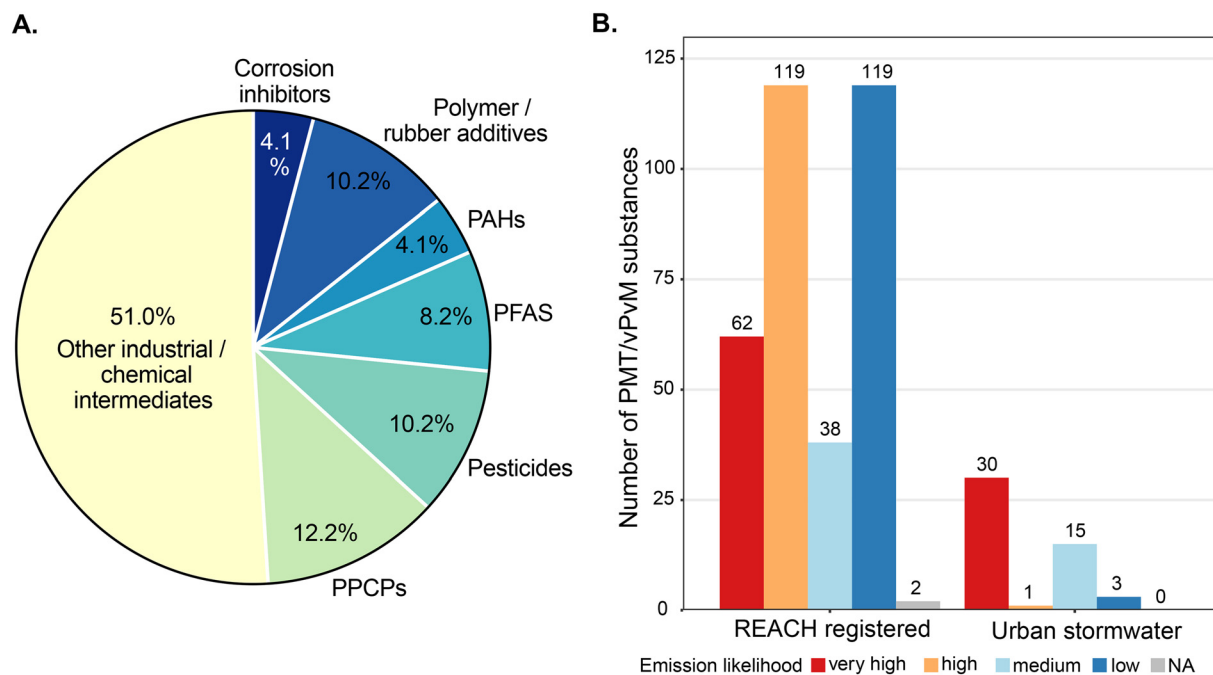 A.
Corrosion
inhibitors
4.1
%
Polymer /
rubber additives
10.2%
PAHs
4.1%
PFAS
8.2%
10.2%
Pesticides
12.2%
PPCPs
51.0%
Other industrial /
chemical
intermediates
B.
Number of PMT/vPvM substances
125
100
75
50
25
0
62
119
38
119
2
30
1
15
3
0
REACH registered
Urban stormwater
Emission likelihood very high high medium low NA